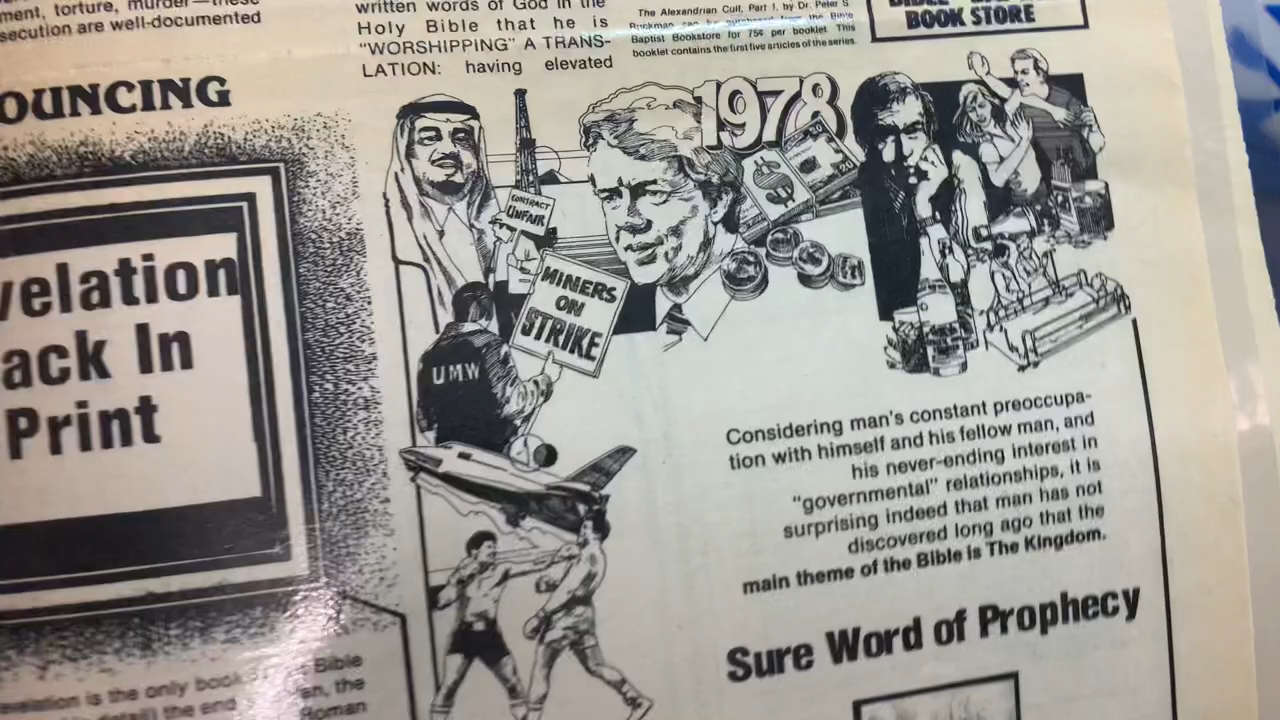 ment, torture, murder—these
secution are well-documented
OUNCING
velation
ack In
Print
Bible
evelation is the only book
the
the end
Roman
written words of God in the
Holy Bible that he is
"WORSHIPPING" A TRANS-
LATION: having elevated
The Alexandrian Cult, Part 1, by Dr. Peter S.
Ruckman can be purchased from the Bible
Baptist Bookstore for 75¢ per booklet. This
booklet contains the first five articles of the series.
BOOK STORE
1978
20
$
CONTRACT
UNFAIR
MINERS
ON
STRIKE
UMW
Considering man's constant preoccupa-
tion with himself and his fellow man, and
his never-ending interest in
"governmental" relationships, it is
surprising indeed that man has not
discovered long ago that the
main theme of the Bible is The Kingdom.
Sure Word of Prophecy